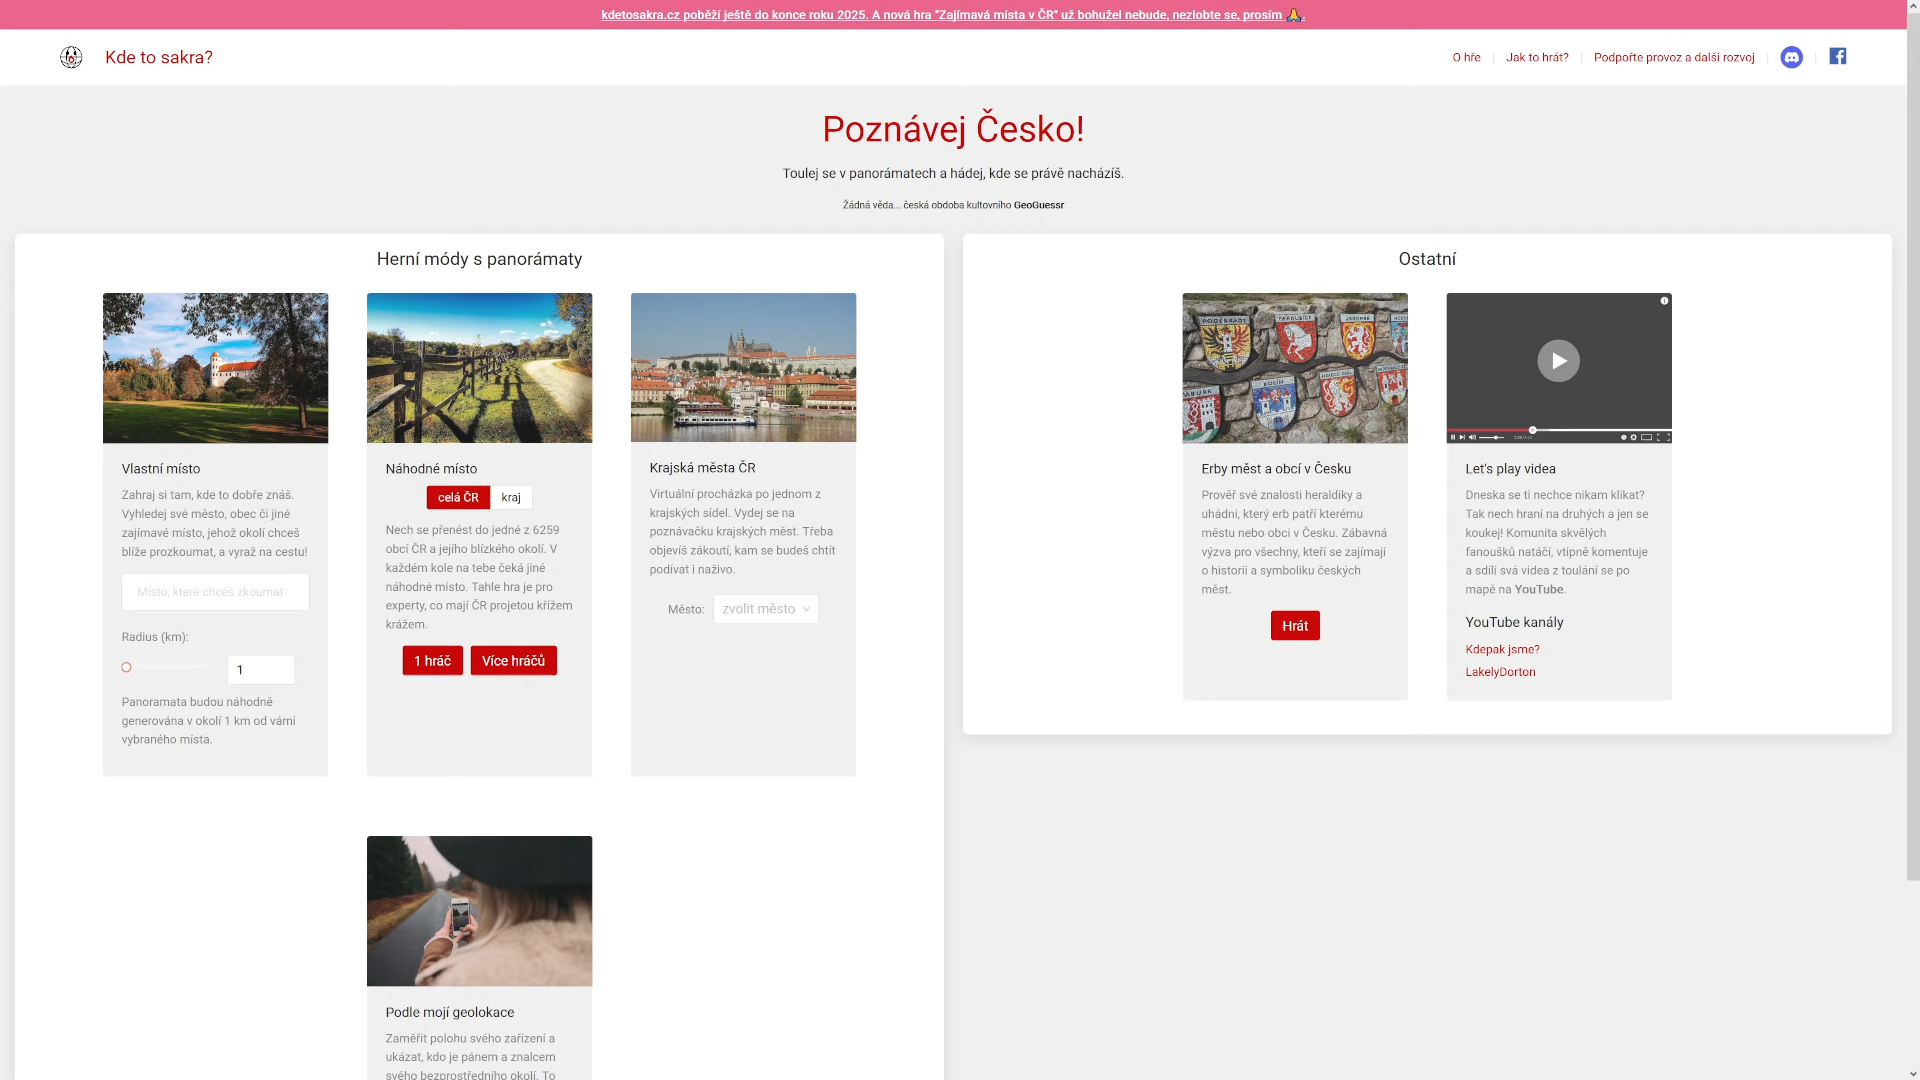 kdetosakra.cz poběží ještě do konce roku 2025. A nová hra "Zajímavá místa v ČR" už bohužel nebude, nezlobte se, prosím 🙏.
Kde to sakra?
O hře
Jak to hrát?
Podpořte provoz a další rozvoj
Poznávej Česko!
Toulej se v panorámatech a hádej, kde se právě nacházíš.
Žádná věda... česká obdoba kultovního GeoGuessr
Herní módy s panorámaty
Vlastní místo
Zahraj si tam, kde to dobře znáš.
Vyhledej své město, obec či jiné
zajímavé místo, jehož okolí chceš
blíže prozkoumat, a vyraž na cestu!
Místo, které chceš zkoumat
Radius (km):
1
Panoramata budou náhodně
generována v okolí 1 km od vámi
vybraného místa.
Náhodné místo
celá ČR
kraj
Nech se přenést do jedné z 6259
obcí ČR a jejího blízkého okolí. V
každém kole na tebe čeká jiné
náhodné místo. Tahle hra je pro
experty, co mají ČR projetou křížem
krážem.
1 hráč
Více hráčů
Krajská města ČR
Virtuální procházka po jednom z
krajských sídel. Vydej se na
poznávačku krajských měst. Třeba
objevíš zákoutí, kam se budeš chtít
podívat i naživo.
Město:
zvolit město
Podle mojí geolokace
Zaměřit polohu svého zařízení a
ukázat, kdo je pánem a znalcem
svého bezprostředního okolí. To
Ostatní
PARDUBICE
JAROMĚŘ
KOLÍN
Erby měst a obcí v Česku
Prověř své znalosti heraldiky a
uhádni, který erb patří kterému
městu nebo obci v Česku. Zábavná
výzva pro všechny, kteří se zajímají
o historii a symboliku českých
měst.
Hrát
Let's play videa
Dneska se ti nechce nikam klikat?
Tak nech hraní na druhých a jen se
koukej! Komunita skvělých
fanoušků natáčí, vtipně komentuje
a sdílí svá videa z toulání se po
mapě na YouTube.
YouTube kanály
Kdepak jsme?
LakelyDorton